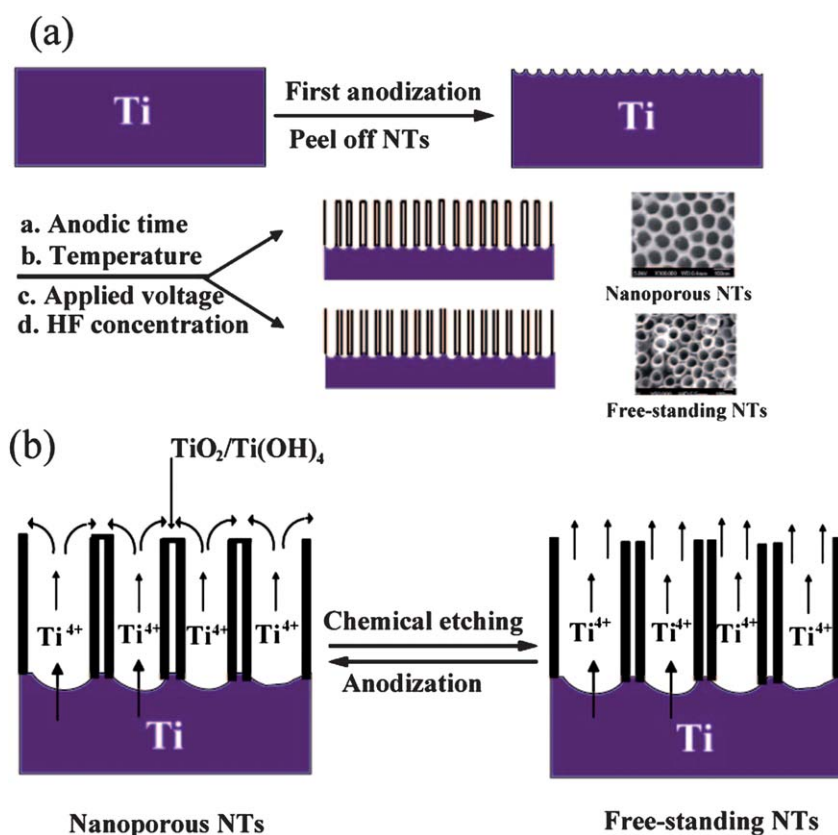 (a)
Ti
First anodization
Peel off NTs
Ti
a. Anodic time
b. Temperature
c. Applied voltage
d. HF concentration
Nanoporous NTs
Free-standing NTs
(b)
TiO₂/Ti(OH)₄
Ti⁴⁺ Ti⁴⁺ Ti⁴⁺ Ti⁴⁺
Chemical etching
Anodization
Ti⁴⁺ Ti⁴⁺ Ti⁴⁺ Ti⁴⁺
Ti
Ti
Nanoporous NTs
Free-standing NTs